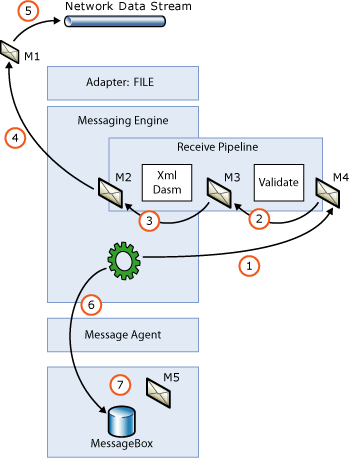 5
Network Data Stream
M1
Adapter: FILE
4
Messaging Engine
Receive Pipeline
M2
Xml
Dasm
M3
Validate
M4
3
2
1
6
Message Agent
7
M5
MessageBox